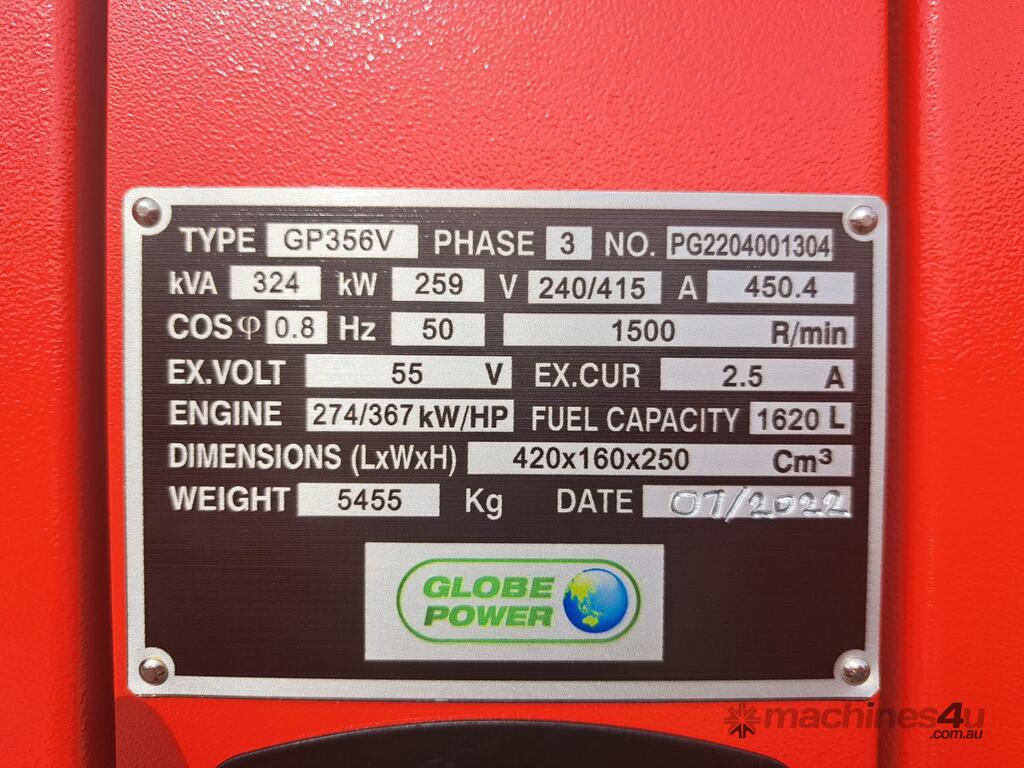 TYPE GP356V PHASE 3 NO. PG2204001304
kVA 324 kW 259 V 240/415 A 450.4
COS φ 0.8 Hz 50 1500 R/min
EX.VOLT 55 V EX.CUR 2.5 A
ENGINE 274/367 kW/HP FUEL CAPACITY 1620 L
DIMENSIONS (LxWxH) 420x160x250 Cm³
WEIGHT 5455 Kg DATE 07/2022
GLOBE
POWER
machines4u
.com.au